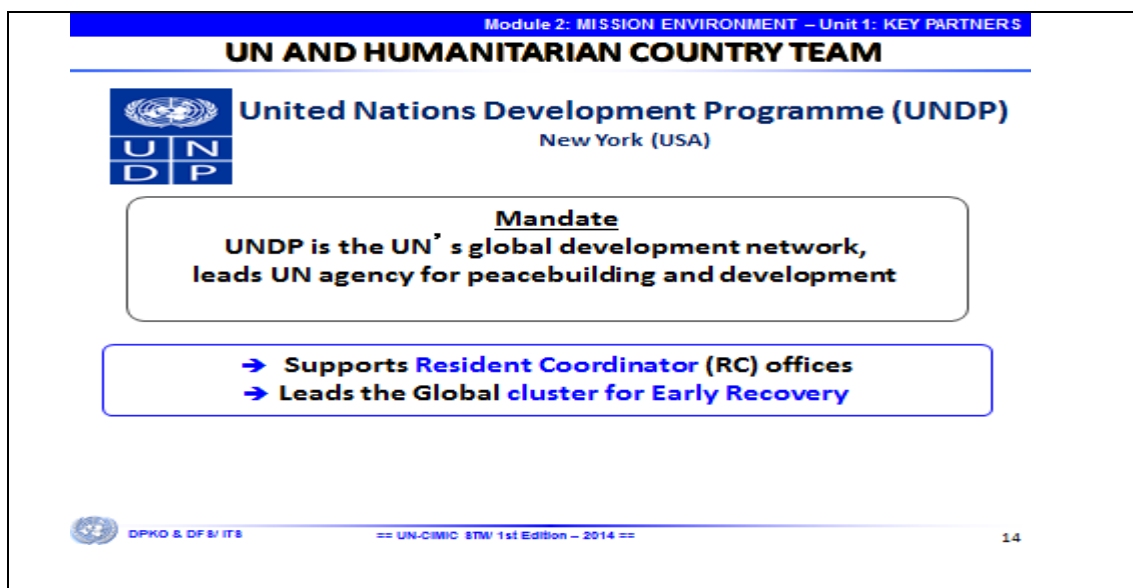 Module 2: MISSION ENVIRONMENT – Unit 1: KEY PARTNERS
UN AND HUMANITARIAN COUNTRY TEAM
United Nations Development Programme (UNDP)
New York (USA)
U N
D P
Mandate
UNDP is the UN’s global development network,
leads UN agency for peacebuilding and development
➔ Supports Resident Coordinator (RC) offices
➔ Leads the Global cluster for Early Recovery
DPKO & DFS/ ITS
== UN-CIMIC STM/ 1st Edition – 2014 ==
14